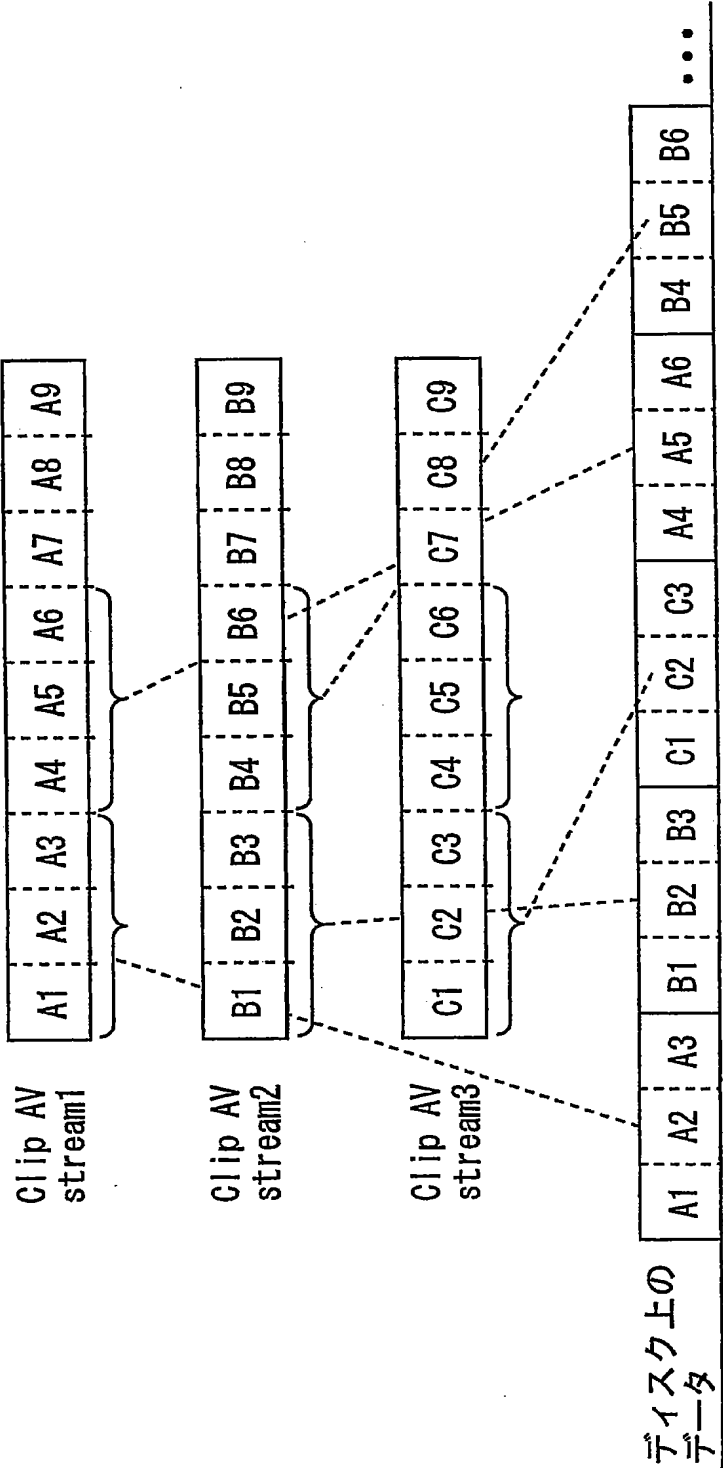 Clip AV
stream1
A1 A2 A3 A4 A5 A6 A7 A8 A9
Clip AV
stream2
B1 B2 B3 B4 B5 B6 B7 B8 B9
Clip AV
stream3
C1 C2 C3 C4 C5 C6 C7 C8 C9
ディスク上の
データ
A1 A2 A3 B1 B2 B3 C1 C2 C3 A4 A5 A6 B4 B5 B6 •••